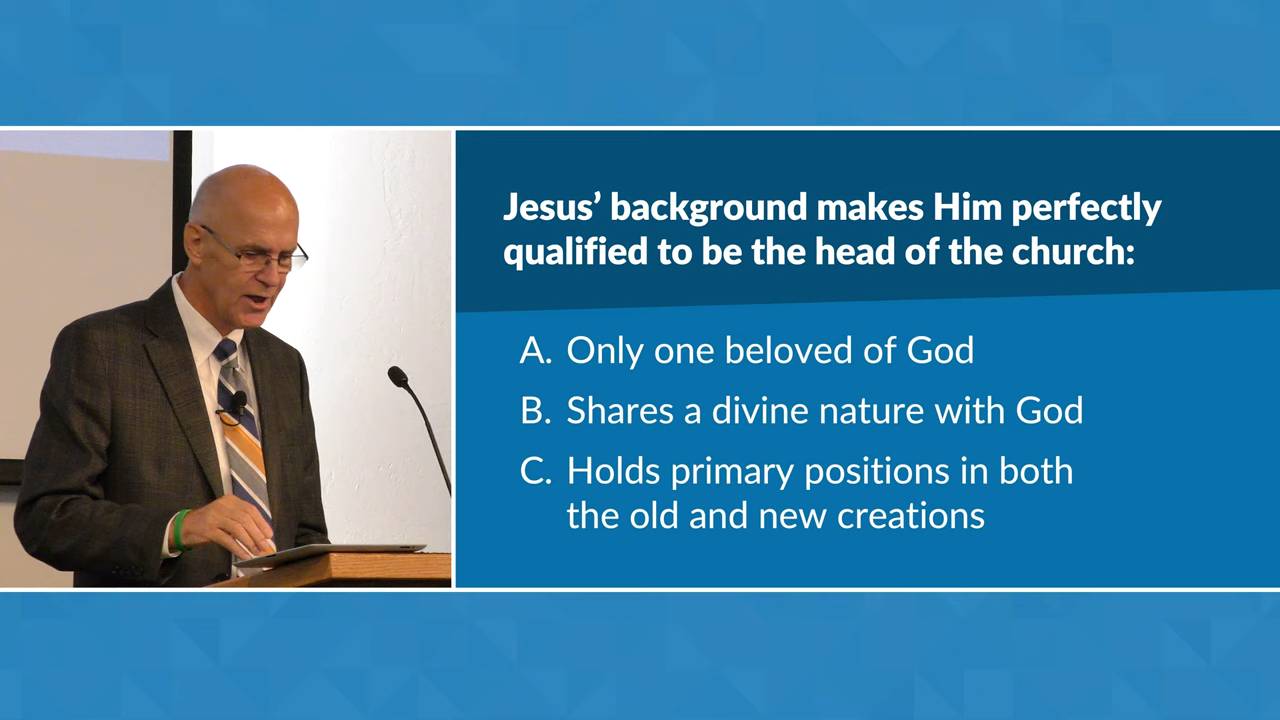 Jesus’ background makes Him perfectly
qualified to be the head of the church:
A. Only one beloved of God
B. Shares a divine nature with God
C. Holds primary positions in both
the old and new creations